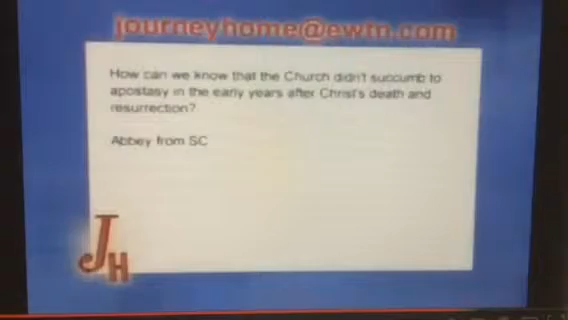 journeyhome@ewtn.com
How can we know that the Church didn't succumb to
apostasy in the early years after Christ's death and
resurrection?
Abbey from SC
JH